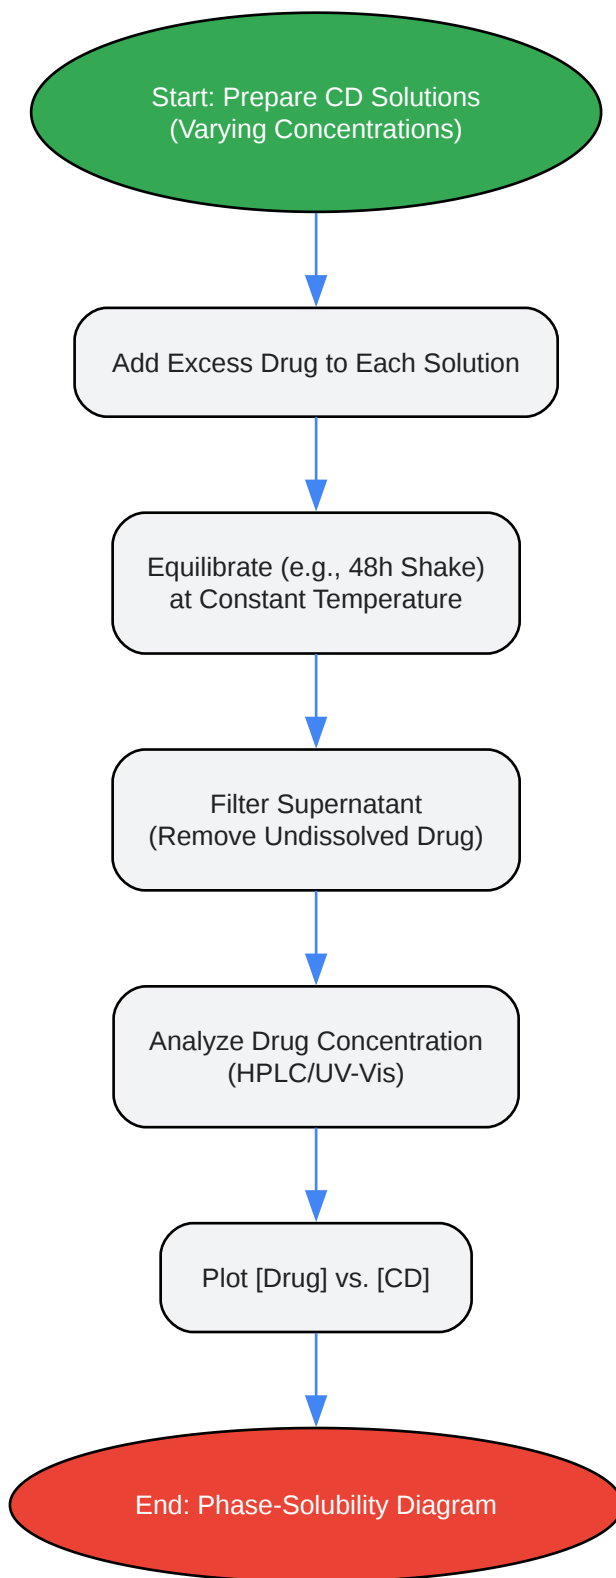 Start: Prepare CD Solutions
(Varying Concentrations)
Add Excess Drug to Each Solution
Equilibrate (e.g., 48h Shake)
at Constant Temperature
Filter Supernatant
(Remove Undissolved Drug)
Analyze Drug Concentration
(HPLC/UV-Vis)
Plot [Drug] vs. [CD]
End: Phase-Solubility Diagram